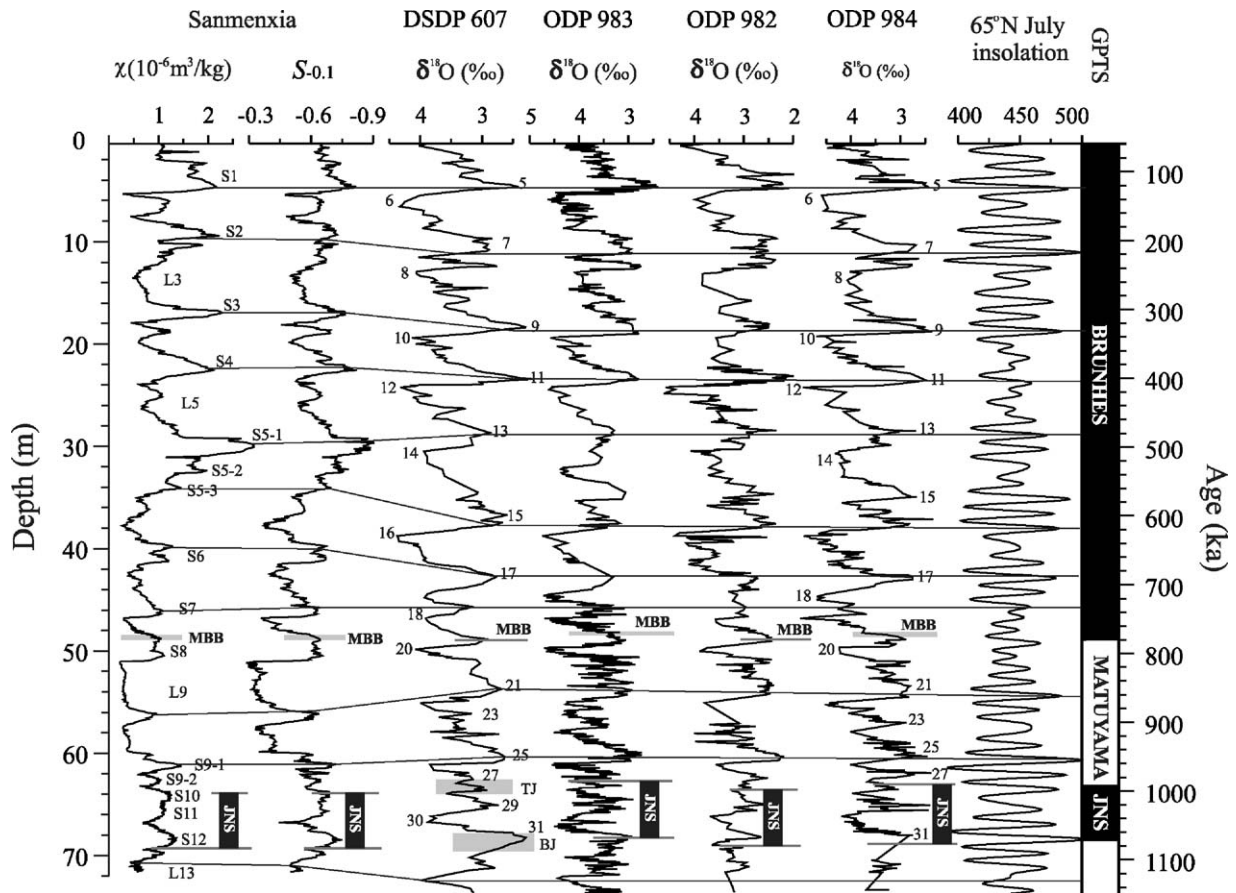 Sanmenxia DSDP 607 ODP 983 ODP 982 ODP 984 65°N July insolation GPTS
χ(10⁻⁶m³/kg) S-0.1 δ¹⁸O (‰) δ¹⁸O (‰) δ¹⁸O (‰) δ¹⁸O (‰)
1 2 -0.3 -0.6 -0.9 4 3 5 4 3 4 3 2 4 3 400 450 500
0
S1 5 5 100
6 6
S2 7 7 200
10
L3 8 8
S3 9 9 300
20 10 10
S4 11 11 400
L5 12 12
S5-1 13 13 500
30
S5-2 14 14
S5-3 15 15 600
16
40 S6 17 17 700
18 18
S7
MBB MBB MBB MBB MBB
50 S8 20 20 800
L9 21 21
23 23 900
60 S9-1 25 25
S9-2 27 27
S10 TJ 1000
S11 29
S12 30 31 31
BJ
70 L13 1100
JNS JNS JNS JNS JNS JNS
BRUNHES
MATUYAMA
Depth (m)
Age (ka)